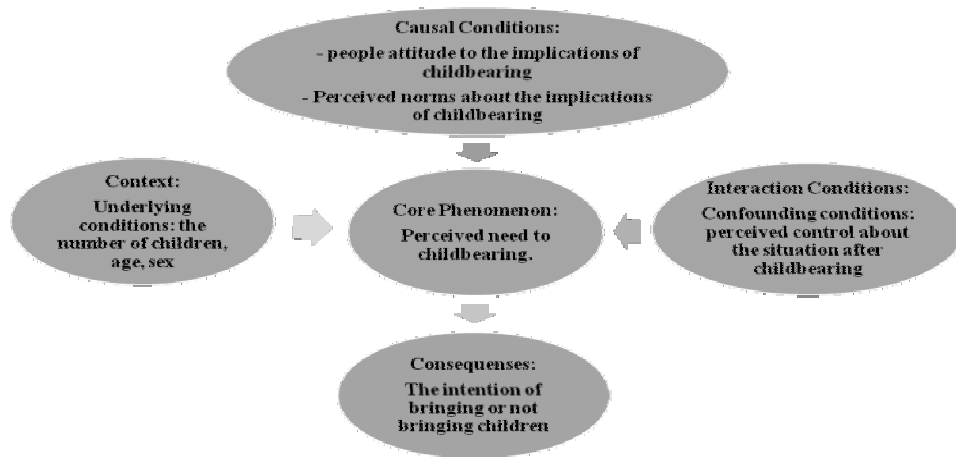 Causal Conditions:
- people attitude to the implications of
childbearing
- Perceived norms about the implications
of childbearing
Context:
Underlying
conditions: the
number of children,
age, sex
Core Phenomenon:
Perceived need to
childbearing.
Interaction Conditions:
Confounding conditions:
perceived control about
the situation after
childbearing
Consequenses:
The intention of
bringing or not
bringing children